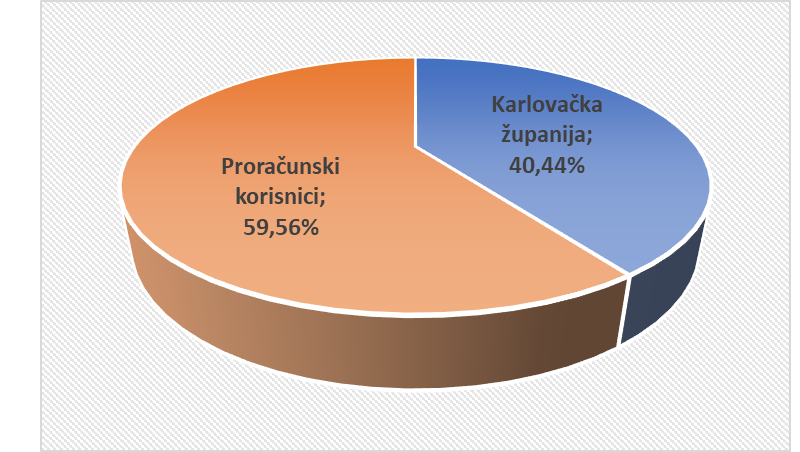 Karlovačka
županija;
40,44%
Proračunski
korisnici;
59,56%